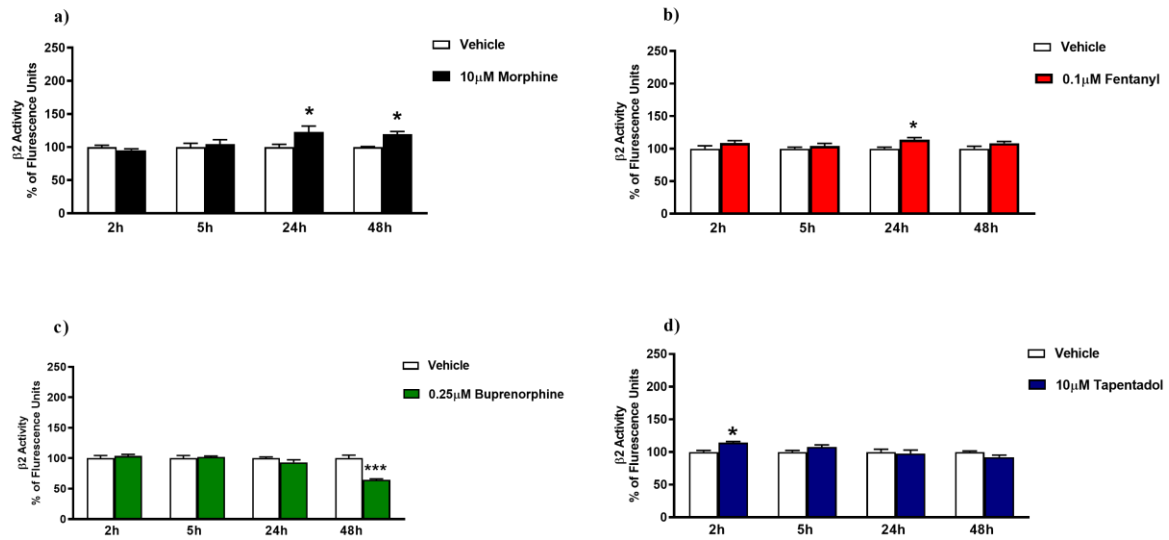 a)
Vehicle
10μM Morphine
β2 Activity
% of Flurescence Units
250
200
150
100
50
0
* *
2h 5h 24h 48h
b)
Vehicle
0.1μM Fentanyl
β2 Activity
% of Flurescence Units
250
200
150
100
50
0
*
2h 5h 24h 48h
c)
Vehicle
0.25μM Buprenorphine
β2 Activity
% of Flurescence Units
250
200
150
100
50
0
***
2h 5h 24h 48h
d)
Vehicle
10μM Tapentadol
β2 Activity
% of Flurescence Units
250
200
150
100
50
0
*
2h 5h 24h 48h